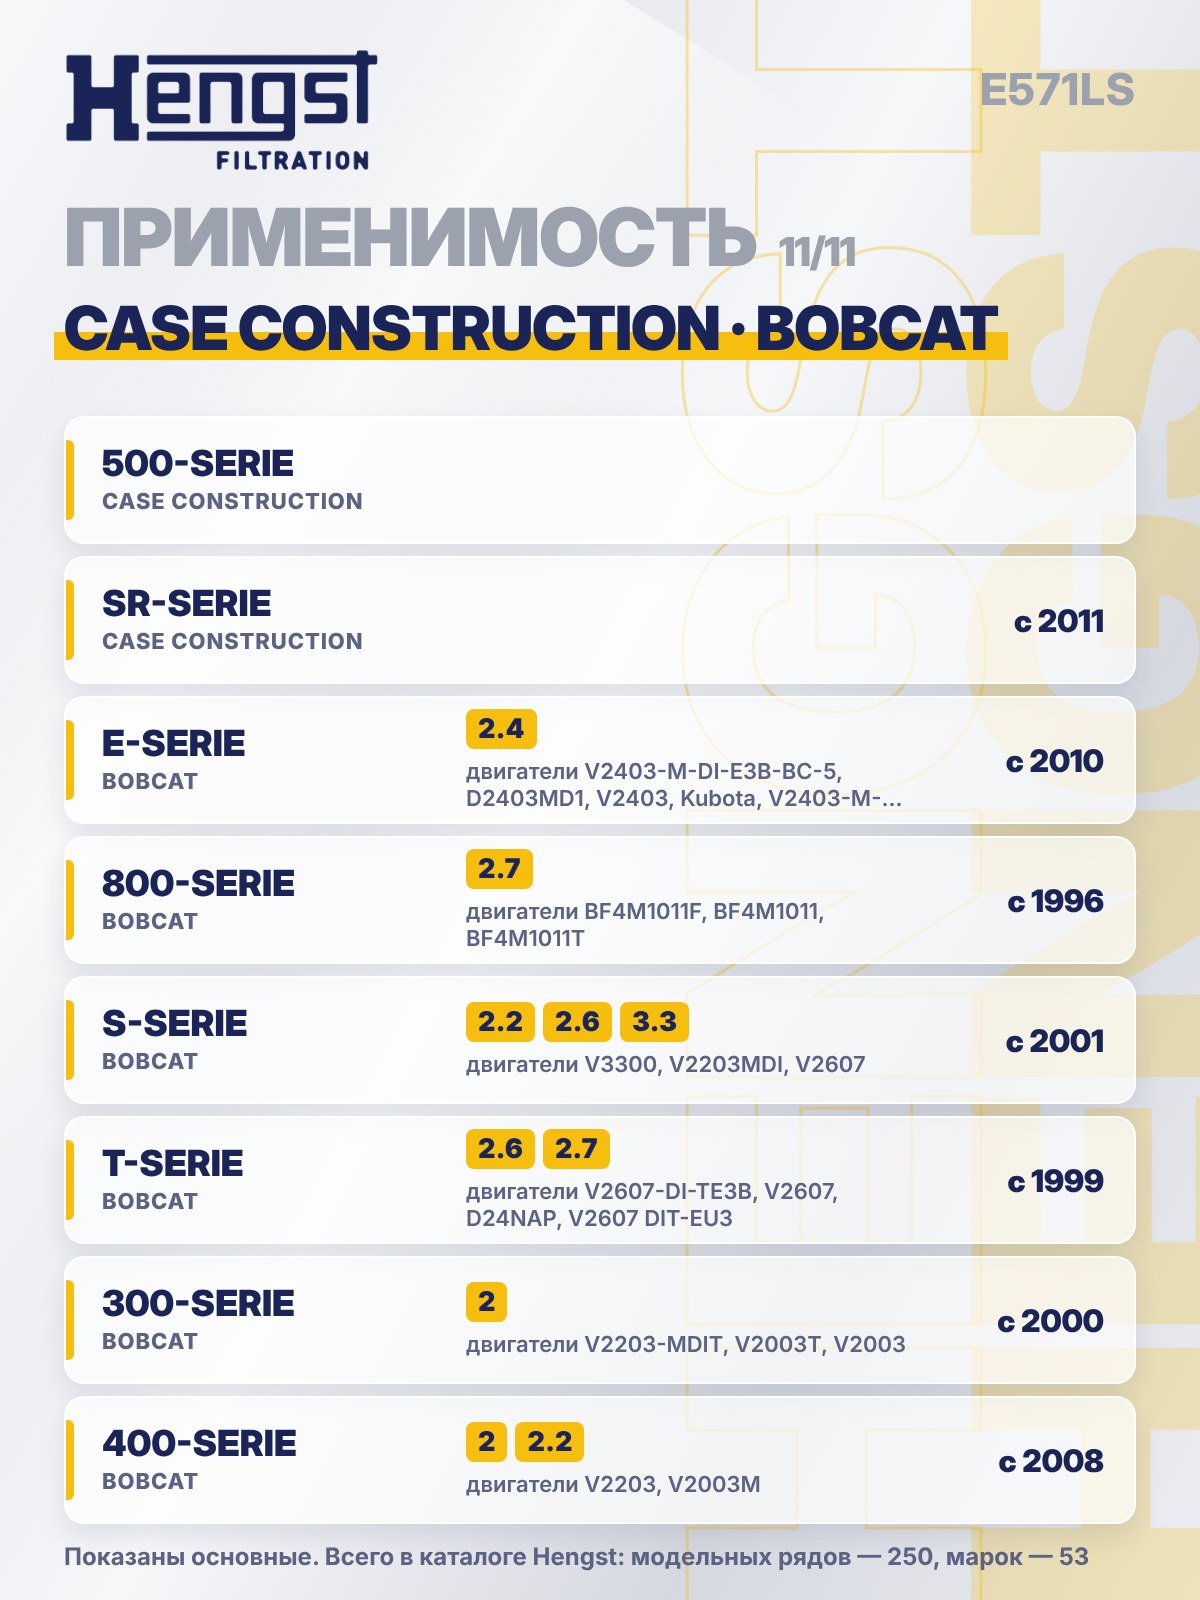 Hengst
FILTRATION
E571LS
ПРИМЕНИМОСТЬ 11/11
CASE CONSTRUCTION · BOBCAT
500-SERIE
CASE CONSTRUCTION
SR-SERIE
CASE CONSTRUCTION
с 2011
E-SERIE
BOBCAT
2.4
двигатели V2403-M-DI-E3B-BC-5,
D2403MD1, V2403, Kubota, V2403-M-...
с 2010
800-SERIE
BOBCAT
2.7
двигатели BF4M1011F, BF4M1011,
BF4M1011T
с 1996
S-SERIE
BOBCAT
2.2 2.6 3.3
двигатели V3300, V2203MDI, V2607
с 2001
T-SERIE
BOBCAT
2.6 2.7
двигатели V2607-DI-TE3B, V2607,
D24NAP, V2607 DIT-EU3
с 1999
300-SERIE
BOBCAT
2
двигатели V2203-MDIT, V2003T, V2003
с 2000
400-SERIE
BOBCAT
2 2.2
двигатели V2203, V2003M
с 2008
Показаны основные. Всего в каталоге Hengst: модельных рядов — 250, марок — 53
HENGST
HENGST